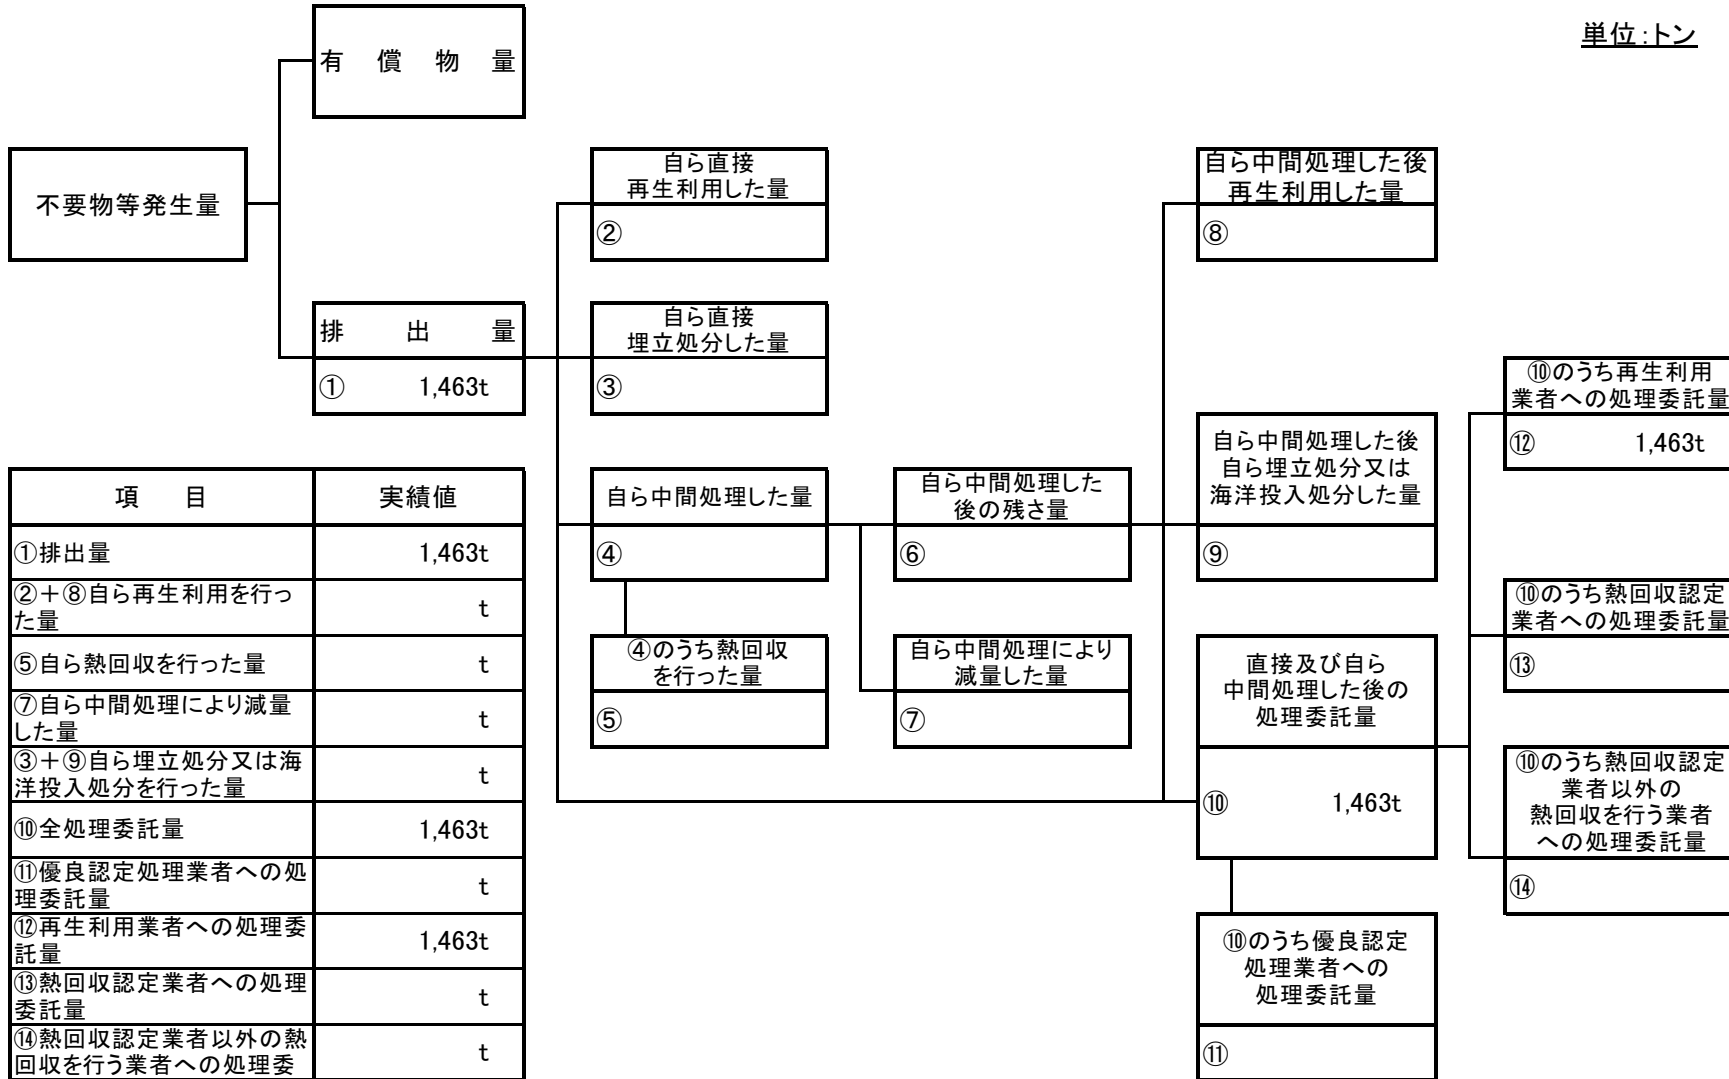 単位:トン
有償物量
不要物等発生量
排出量
① 1,463t
自ら直接
再生利用した量
②
自ら直接
埋立処分した量
③
自ら中間処理した量
④
④のうち熱回収
を行った量
⑤
自ら中間処理した
後の残さ量
⑥
自ら中間処理により
減量した量
⑦
自ら中間処理した後
再生利用した量
⑧
自ら中間処理した後
自ら埋立処分又は
海洋投入処分した量
⑨
直接及び自ら
中間処理した後の
処理委託量
⑩ 1,463t
⑩のうち優良認定
処理業者への
処理委託量
⑪
⑩のうち再生利用
業者への処理委託量
⑫ 1,463t
⑩のうち熱回収認定
業者への処理委託量
⑬
⑩のうち熱回収認定
業者以外の
熱回収を行う業者
への処理委託量
⑭
項目 実績値
①排出量 1,463t
②+⑧自ら再生利用を行っ
た量 t
⑤自ら熱回収を行った量 t
⑦自ら中間処理により減量
した量 t
③+⑨自ら埋立処分又は海
洋投入処分を行った量 t
⑩全処理委託量 1,463t
⑪優良認定処理業者への処
理委託量 t
⑫再生利用業者への処理委
託量 1,463t
⑬熱回収認定業者への処理
委託量 t
⑭熱回収認定業者以外の熱
回収を行う業者への処理委 t